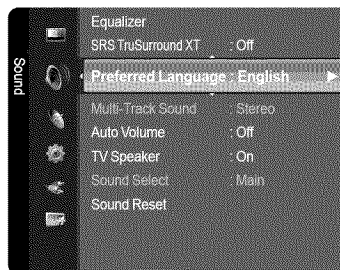 Sound
Equalizer
SRS TruSurround XT : Off
Preferred Language : English
Multi-Track Sound : Stereo
Auto Volume : Off
TV Speaker : On
Sound Select : Main
Sound Reset